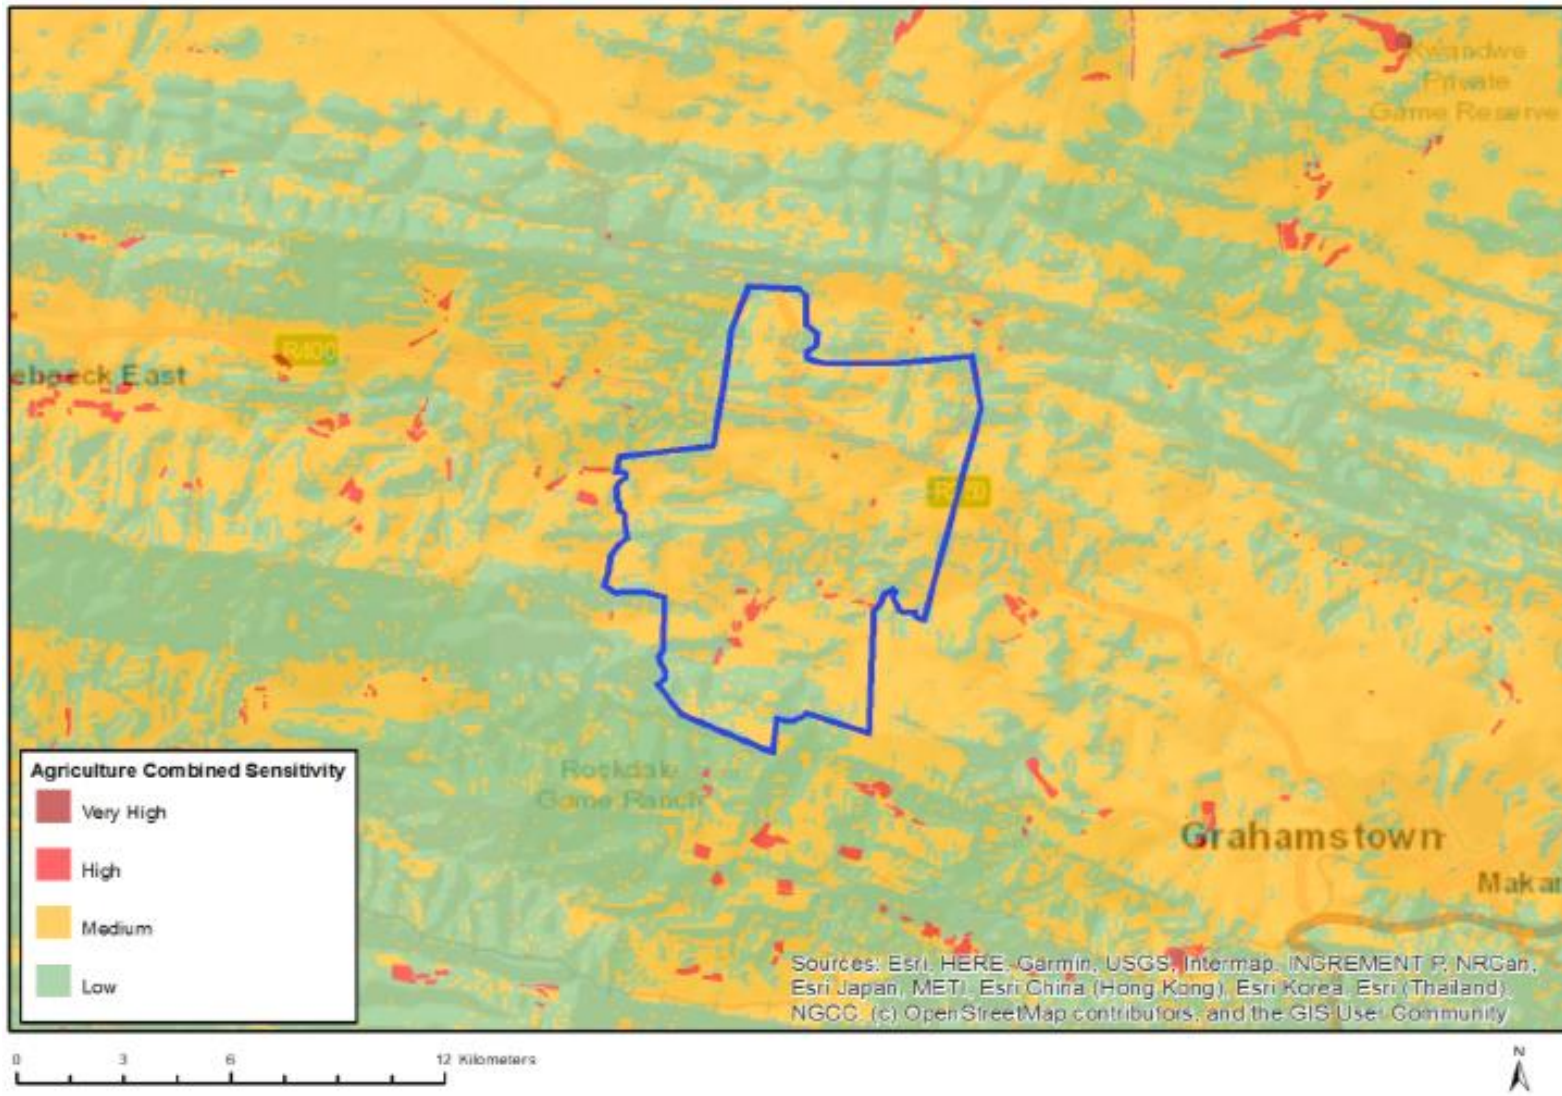 Kwandwe
Private
Game Reserve
R400
ebaeck East
Rockdale
Game Ranch
Grahamstown
Makan
Agriculture Combined Sensitivity
Very High
High
Medium
Low
Sources: Esri, HERE, Garmin, USGS, Intermap, INCREMENT P, NRCan,
Esri Japan, METI, Esri China (Hong Kong), Esri Korea, Esri (Thailand),
NGCC, (c) OpenStreetMap contributors, and the GIS User Community
0 3 6 12 Kilometers
N